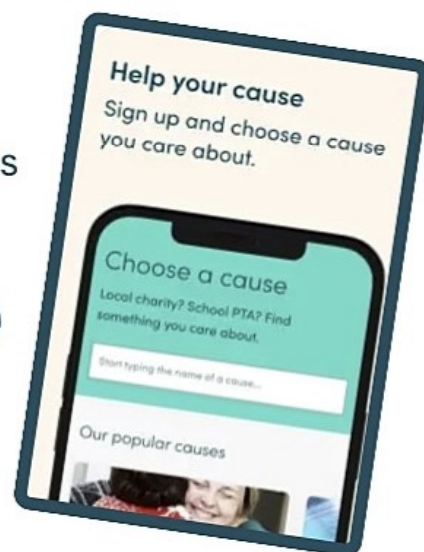 Help your cause
Sign up and choose a cause
you care about.
s
Choose a cause
Local charity? School PTA? Find
something you care about.
Start typing the name of a cause...
Our popular causes